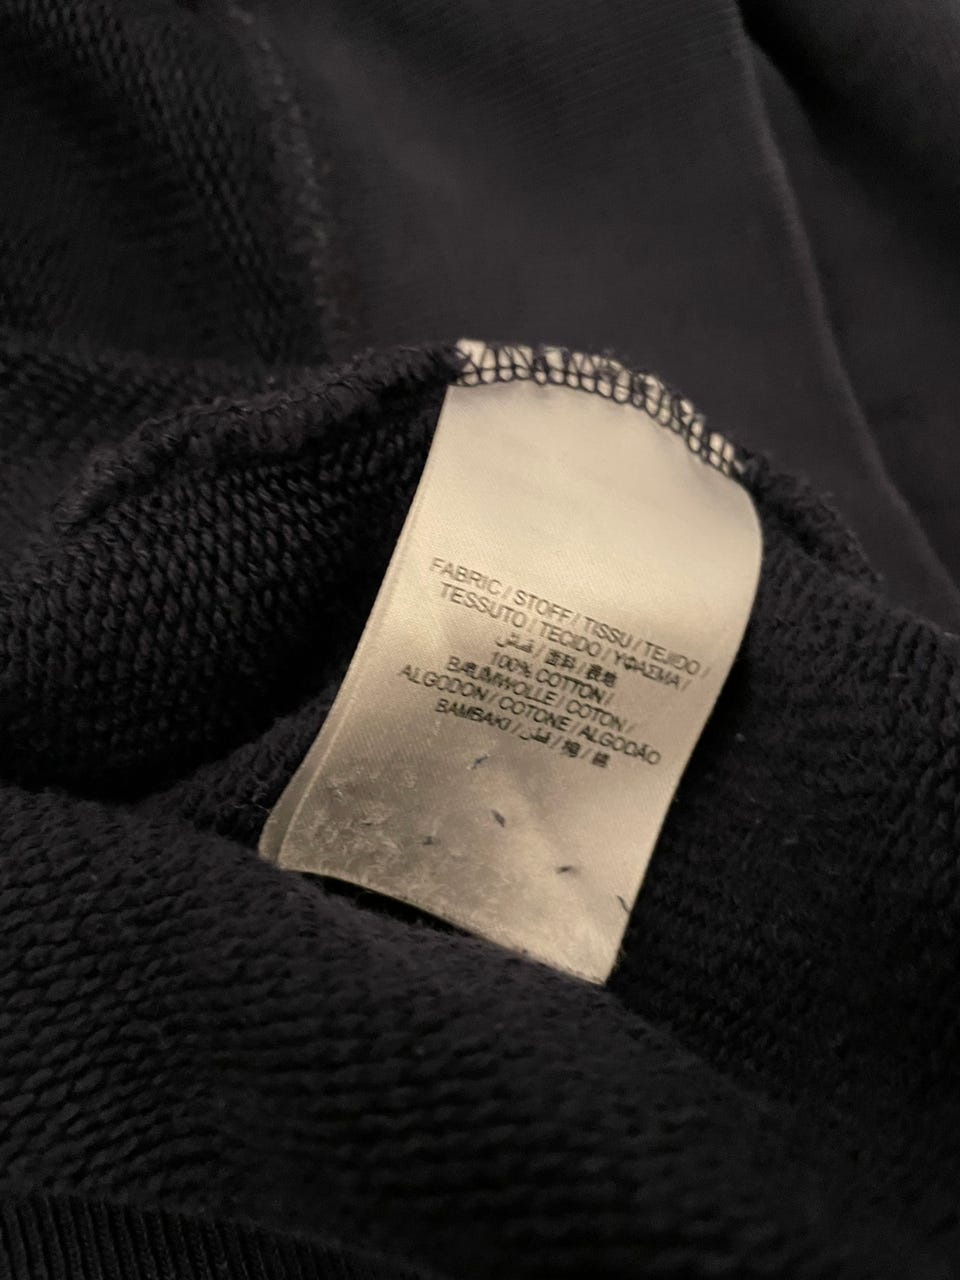 FABRIC / STOFF / TISSU / TEJIDO /
TESSUTO / TECIDO / ΥΦΑΣΜΑ /
قماش / 面料 / 表地
100% COTTON /
BAUMWOLLE / COTON /
ALGODON / COTONE / ALGODÃO
BAMBAKI / قطن / 棉 / 綿